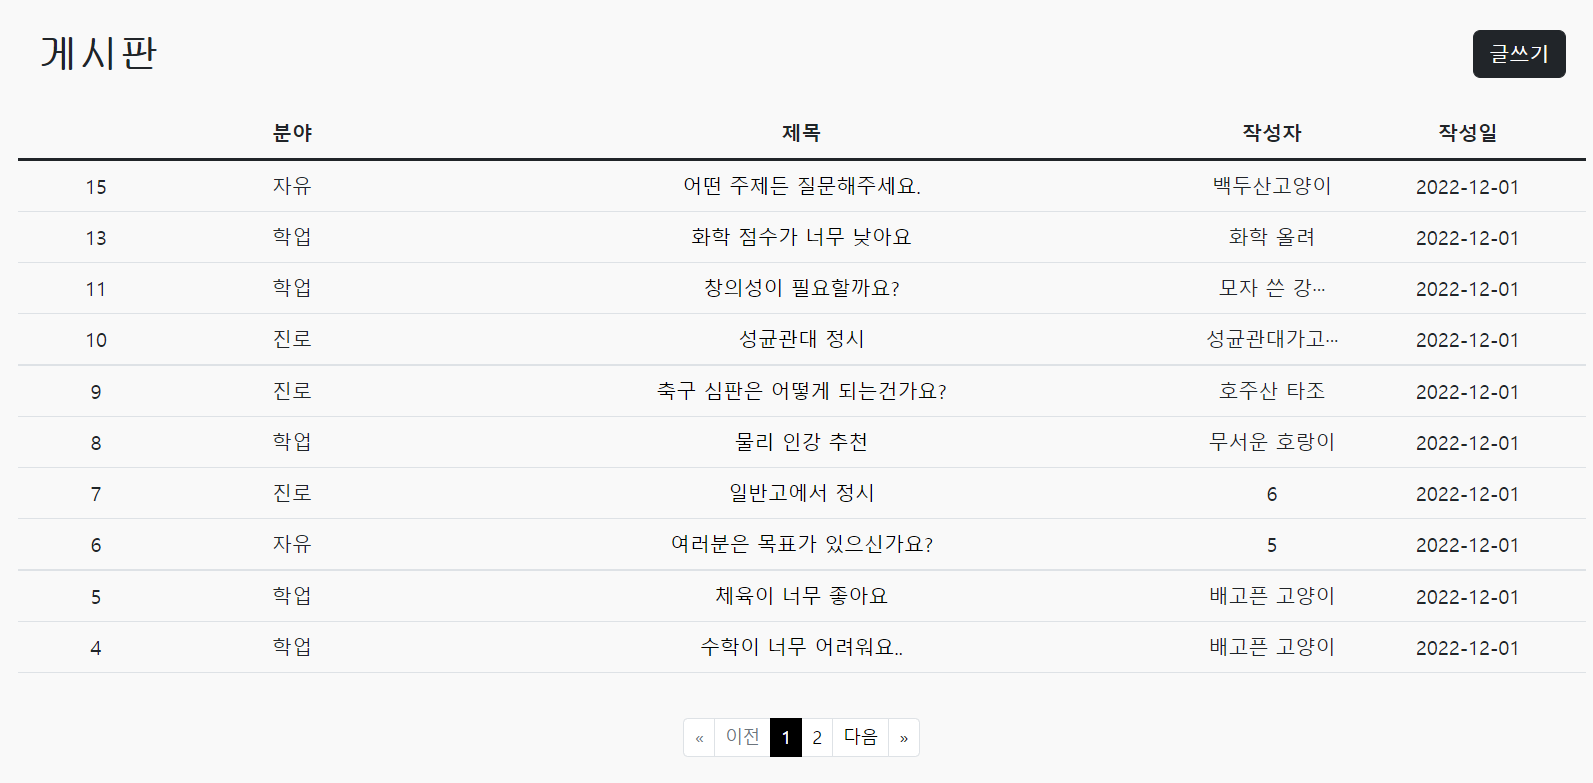 게시판
글쓰기
분야 제목 작성자 작성일
15 자유 어떤 주제든 질문해주세요. 백두산고양이 2022-12-01
13 학업 화학 점수가 너무 낮아요 화학 올려 2022-12-01
11 학업 창의성이 필요할까요? 모자 쓴 강··· 2022-12-01
10 진로 성균관대 정시 성균관대가고··· 2022-12-01
9 진로 축구 심판은 어떻게 되는건가요? 호주산 타조 2022-12-01
8 학업 물리 인강 추천 무서운 호랑이 2022-12-01
7 진로 일반고에서 정시 6 2022-12-01
6 자유 여러분은 목표가 있으신가요? 5 2022-12-01
5 학업 체육이 너무 좋아요 배고픈 고양이 2022-12-01
4 학업 수학이 너무 어려워요.. 배고픈 고양이 2022-12-01
« 이전 1 2 다음 »